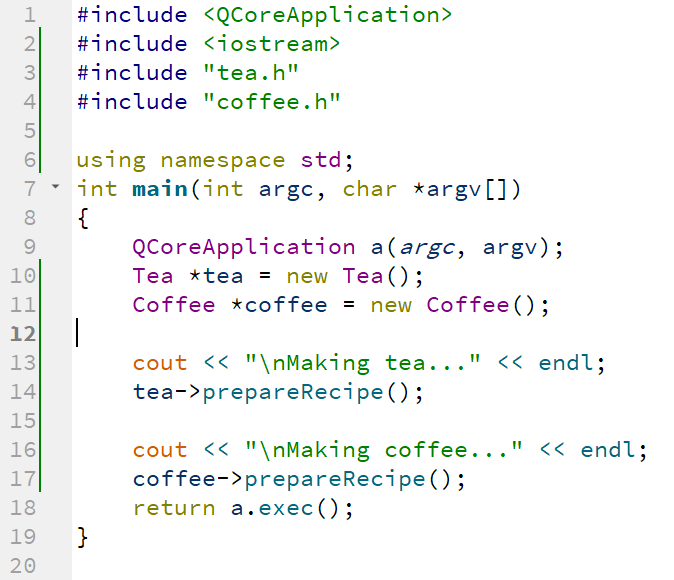 1 #include <QCoreApplication>
2 #include <iostream>
3 #include "tea.h"
4 #include "coffee.h"
5
6 using namespace std;
7 int main(int argc, char *argv[])
8 {
9     QCoreApplication a(argc, argv);
10     Tea *tea = new Tea();
11     Coffee *coffee = new Coffee();
12
13     cout << "\nMaking tea..." << endl;
14     tea->prepareRecipe();
15
16     cout << "\nMaking coffee..." << endl;
17     coffee->prepareRecipe();
18     return a.exec();
19 }
20